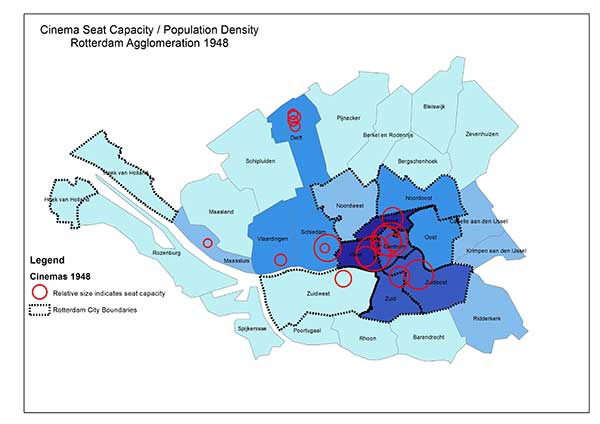 Cinema Seat Capacity / Population Density
Rotterdam Agglomeration 1948
Bleiswijk
Pijnacker
Zevenhuizen
Delft
Berkel en Rodenrijs
Bergschenhoek
Schipluiden
Hoek van Holland
Hoek van Holland
Noordwest
Noordoost
Maasland
Capelle aan den IJssel
Schiedam
Vlaardingen
Oost
West
Krimpen aan den IJssel
Maassluis
Rozenburg
Zuidoost
Zuidwest
Zuid
Ridderkerk
Spijkenisse
Poortugaal
Rhoon
Barendrecht
Legend
Cinemas 1948
Relative size indicates seat capacity
Rotterdam City Boundaries